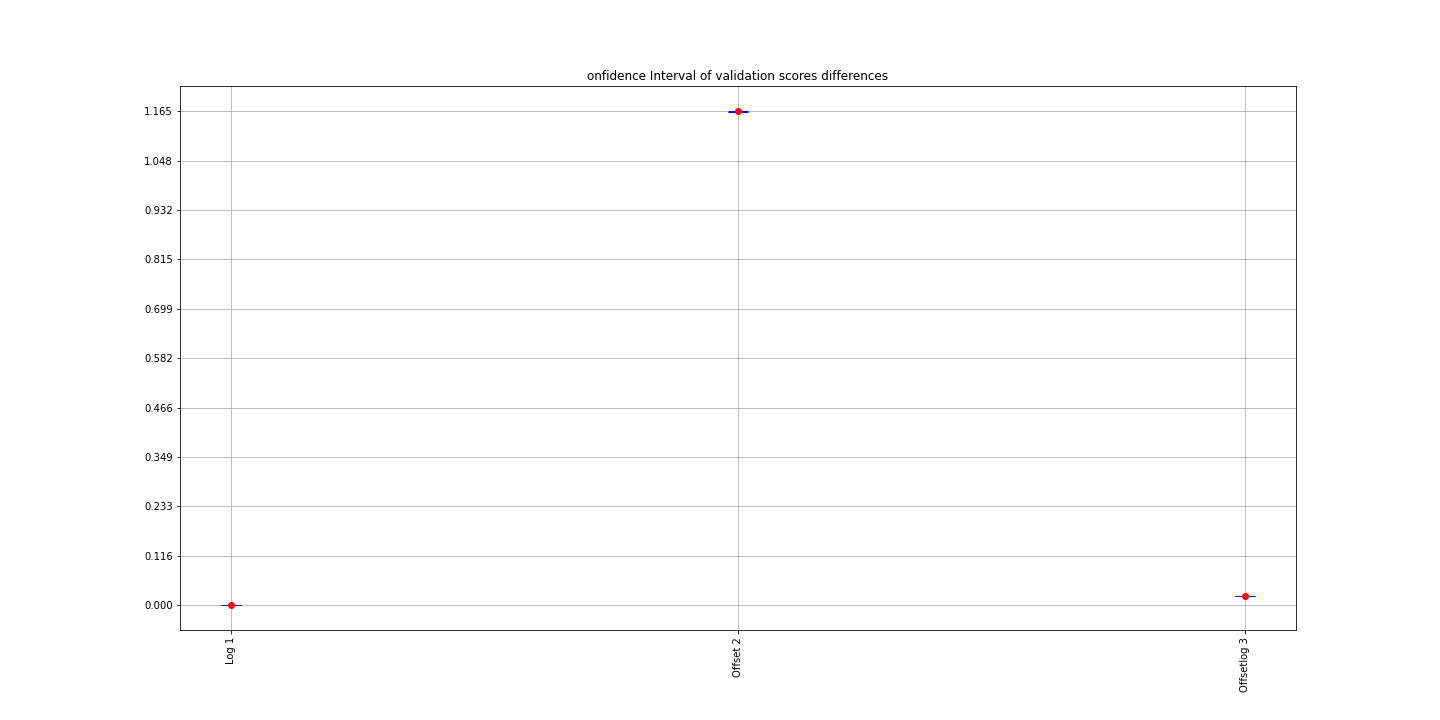 onfidence Interval of validation scores differences
1.165
1.048
0.932
0.815
0.699
0.582
0.466
0.349
0.233
0.116
0.000
Log 1
Offset 2
Offsetlog 3